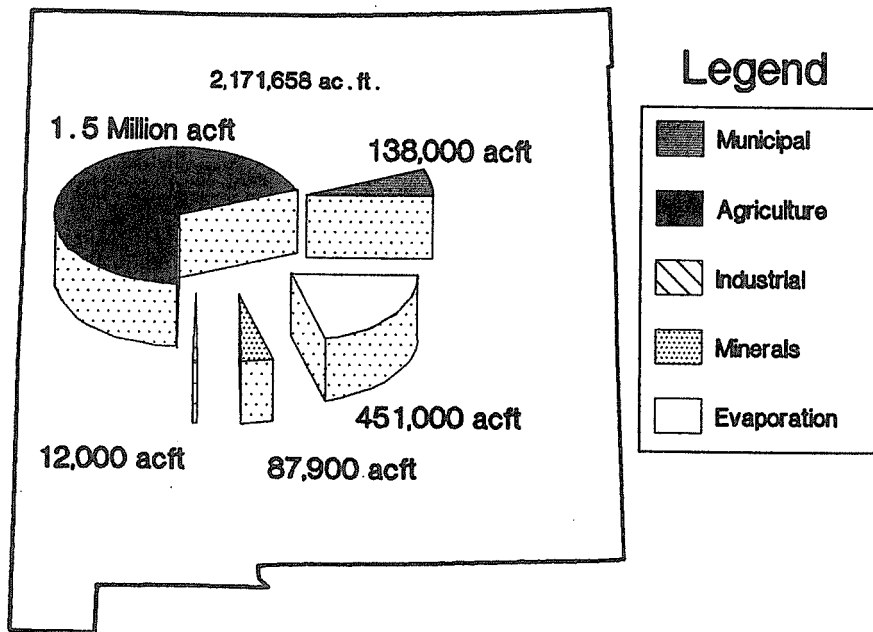 2,171,658 ac.ft.
1.5 Million acft
138,000 acft
451,000 acft
12,000 acft
87,900 acft
Legend
Municipal
Agriculture
Industrial
Minerals
Evaporation